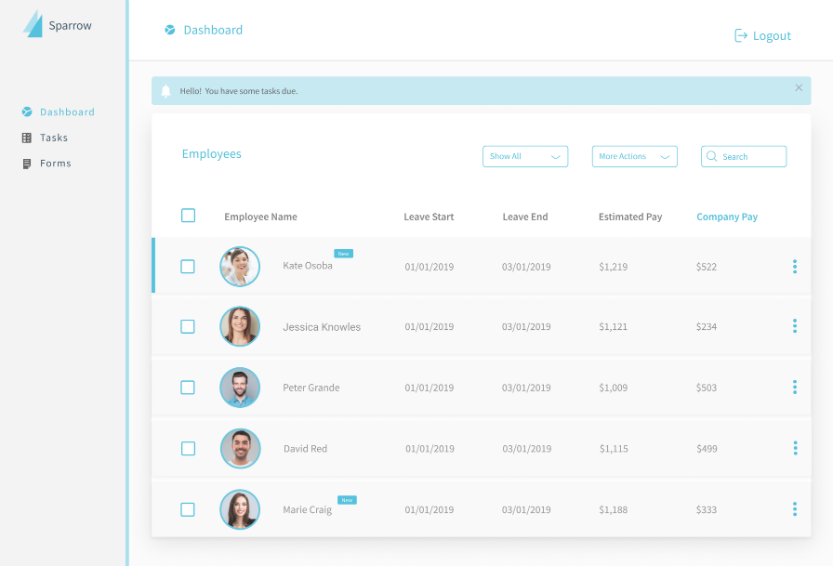 Sparrow
Dashboard
Logout
Dashboard
Tasks
Forms
Hello! You have some tasks due.
Employees
Show All
More Actions
Search
Employee Name Leave Start Leave End Estimated Pay Company Pay
Kate Osoba New 01/01/2019 03/01/2019 $1,219 $522
Jessica Knowles 01/01/2019 03/01/2019 $1,121 $234
Peter Grande 01/01/2019 03/01/2019 $1,009 $503
David Red 01/01/2019 03/01/2019 $1,115 $499
Marie Craig New 01/01/2019 03/01/2019 $1,188 $333